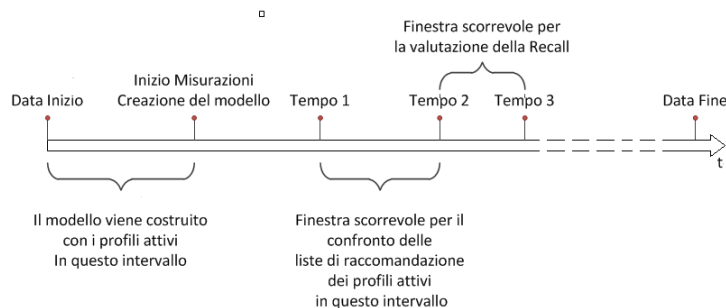 Finestra scorrevole per
la valutazione della Recall
Inizio Misurazioni
Creazione del modello
Data Inizio
Tempo 1
Tempo 2
Tempo 3
Data Fine
t
Il modello viene costruito
con i profili attivi
In questo intervallo
Finestra scorrevole per il
confronto delle
liste di raccomandazione
dei profili attivi
in questo intervallo